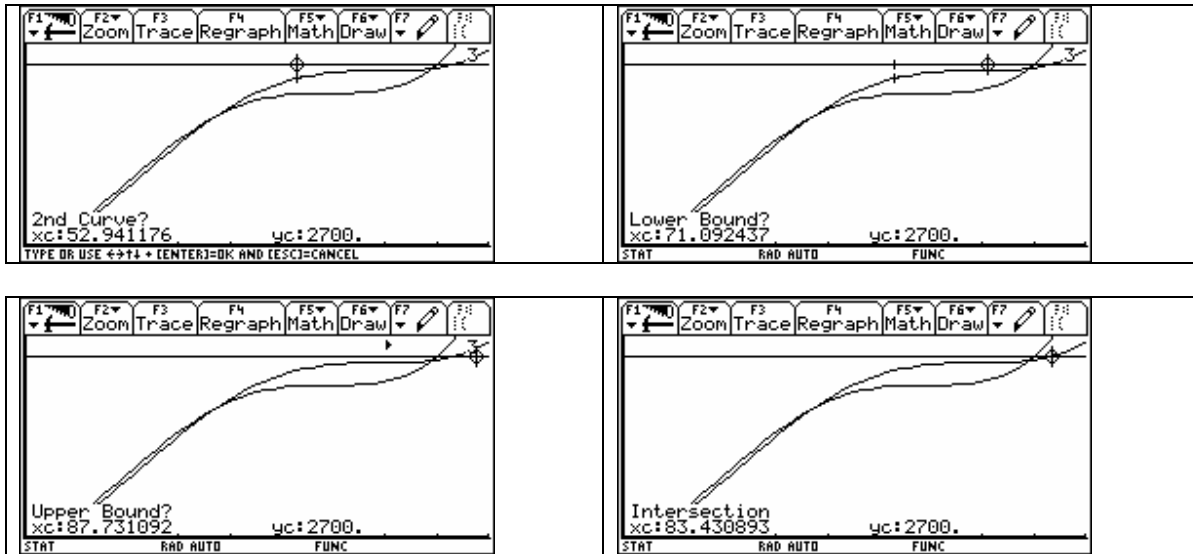 F1 F2 F3 F4 F5 F6 F7
Zoom Trace Regraph Math Draw
3
2nd Curve?
xc:52.941176 yc:2700.
TYPE OR USE ←→↑↓ + [ENTER]=OK AND [ESC]=CANCEL
F1 F2 F3 F4 F5 F6 F7
Zoom Trace Regraph Math Draw
3
Lower Bound?
xc:71.092437 yc:2700.
STAT RAD AUTO FUNC
F1 F2 F3 F4 F5 F6 F7
Zoom Trace Regraph Math Draw
3
Upper Bound?
xc:87.731092 yc:2700.
STAT RAD AUTO FUNC
F1 F2 F3 F4 F5 F6 F7
Zoom Trace Regraph Math Draw
Intersection
xc:83.430893 yc:2700.
STAT RAD AUTO FUNC